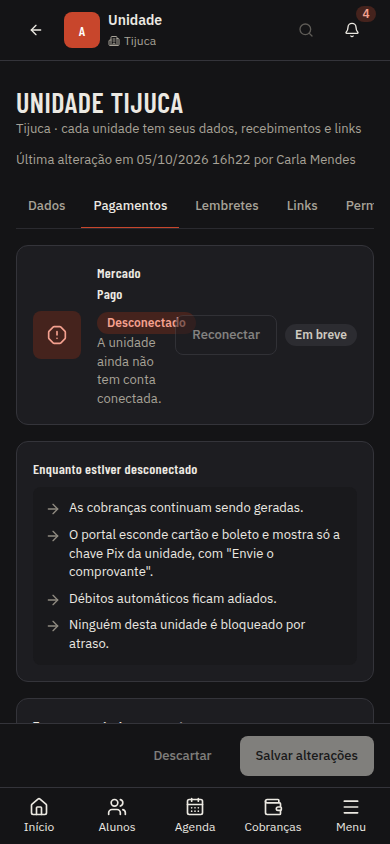 A
Unidade
Tijuca
4
UNIDADE TIJUCA
Tijuca · cada unidade tem seus dados, recebimentos e links
Última alteração em 05/10/2026 16h22 por Carla Mendes
Dados
Pagamentos
Lembretes
Links
Perm
Mercado
Pago
Desconectado
A unidade
ainda não
tem conta
conectada.
Reconectar
Em breve
Enquanto estiver desconectado
As cobranças continuam sendo geradas.
O portal esconde cartão e boleto e mostra só a
chave Pix da unidade, com "Envie o
comprovante".
Débitos automáticos ficam adiados.
Ninguém desta unidade é bloqueado por
atraso.
Descartar
Salvar alterações
Início
Alunos
Agenda
Cobranças
Menu